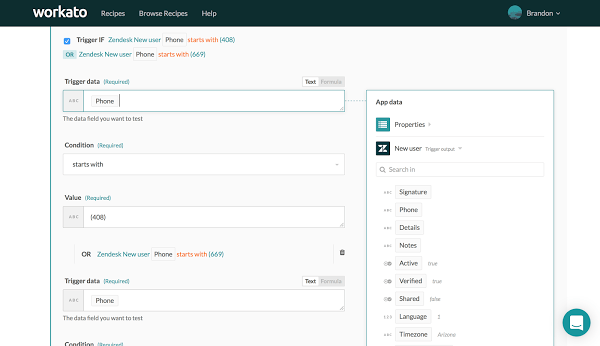 workato
Recipes
Browse Recipes
Help
Brandon
Trigger IF Zendesk New user Phone starts with (408)
OR Zendesk New user Phone starts with (669)
Trigger data (Required)
Text Formula
ABC Phone
The data field you want to test
Condition (Required)
starts with
Value (Required)
ABC (408)
OR Zendesk New user Phone starts with (669)
Trigger data (Required)
Text Formula
ABC Phone
The data field you want to test
Condition (Required)
App data
Properties
New user Trigger output
Search in
ABC Signature
ABC Phone
ABC Details
ABC Notes
Active true
Verified true
Shared false
123 Language 1
ABC Timezone Arizona